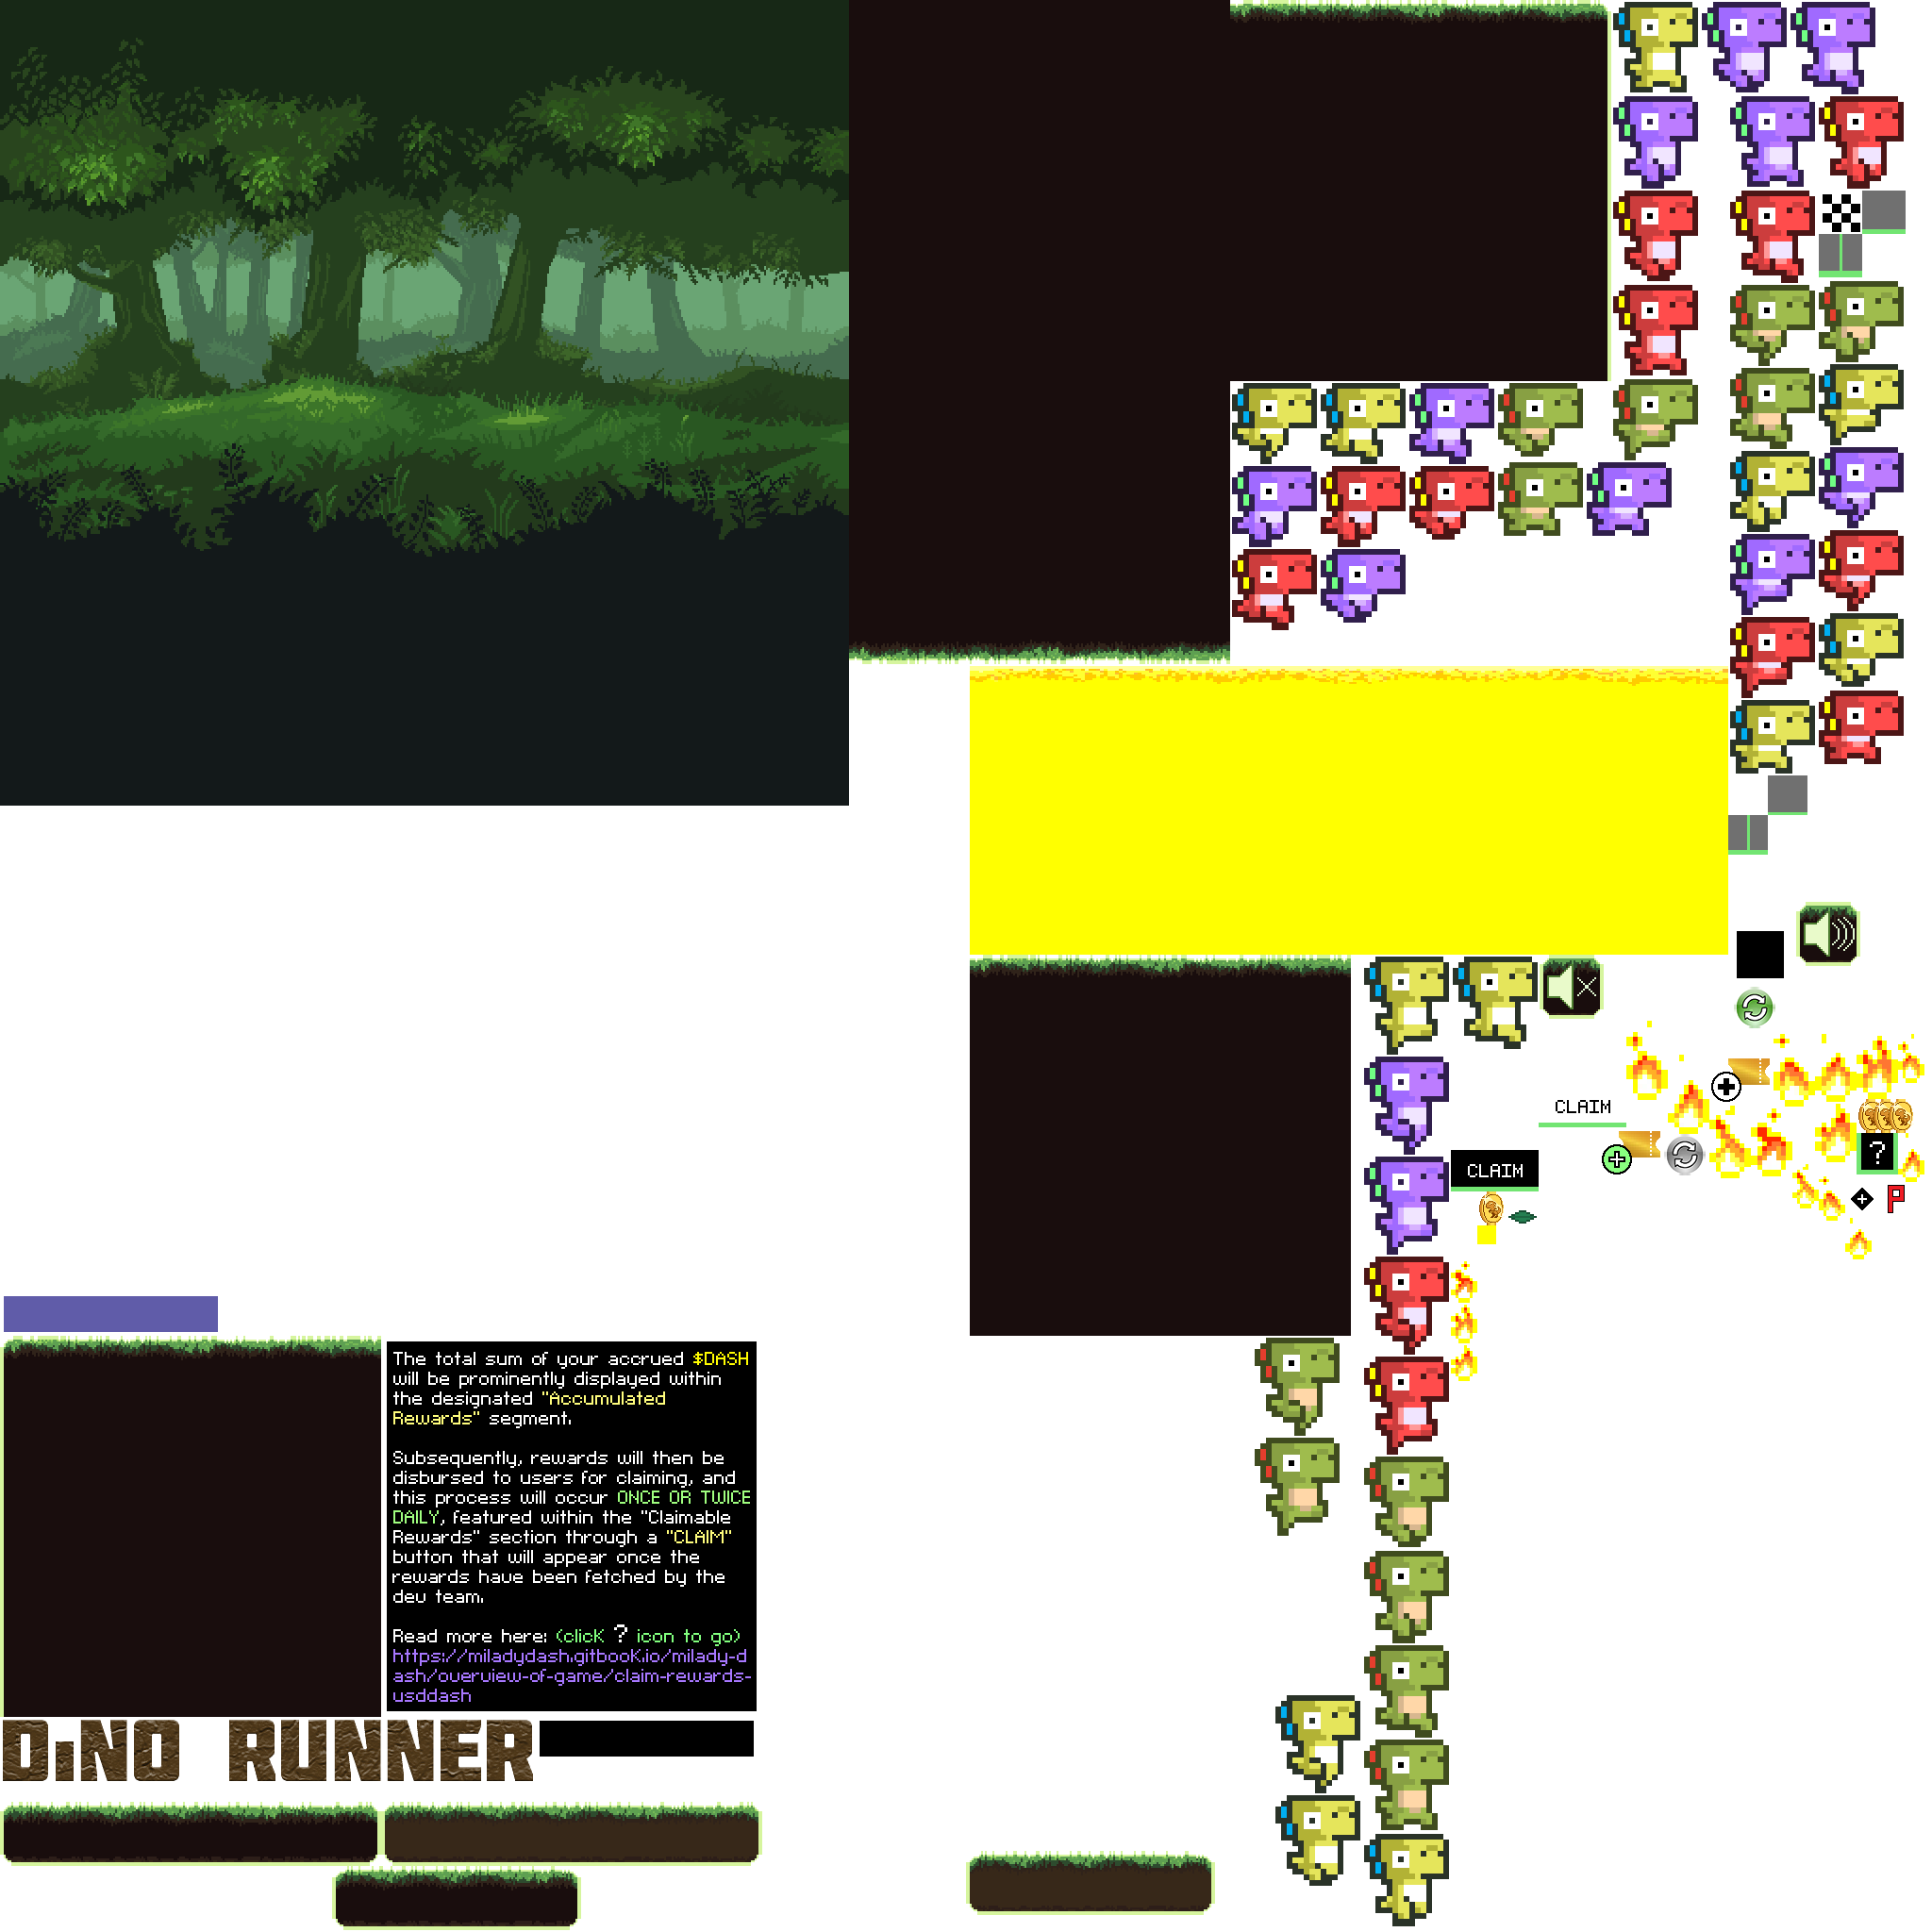 CLAIM
?
CLAIM
P
The total sum of your accrued $DASH
will be prominently displayed within
the designated "Accumulated
Rewards" segment.
Subsequently, rewards will then be
disbursed to users for claiming, and
this process will occur ONCE OR TWICE
DAILY, featured within the "Claimable
Rewards" section through a "CLAIM"
button that will appear once the
rewards have been fetched by the
dev team.
Read more here: (click ? icon to go)
https://miladydash.gitbook.io/milady-d
ash/overview-of-game/claim-rewards-
usddash
DiNO RUNNER